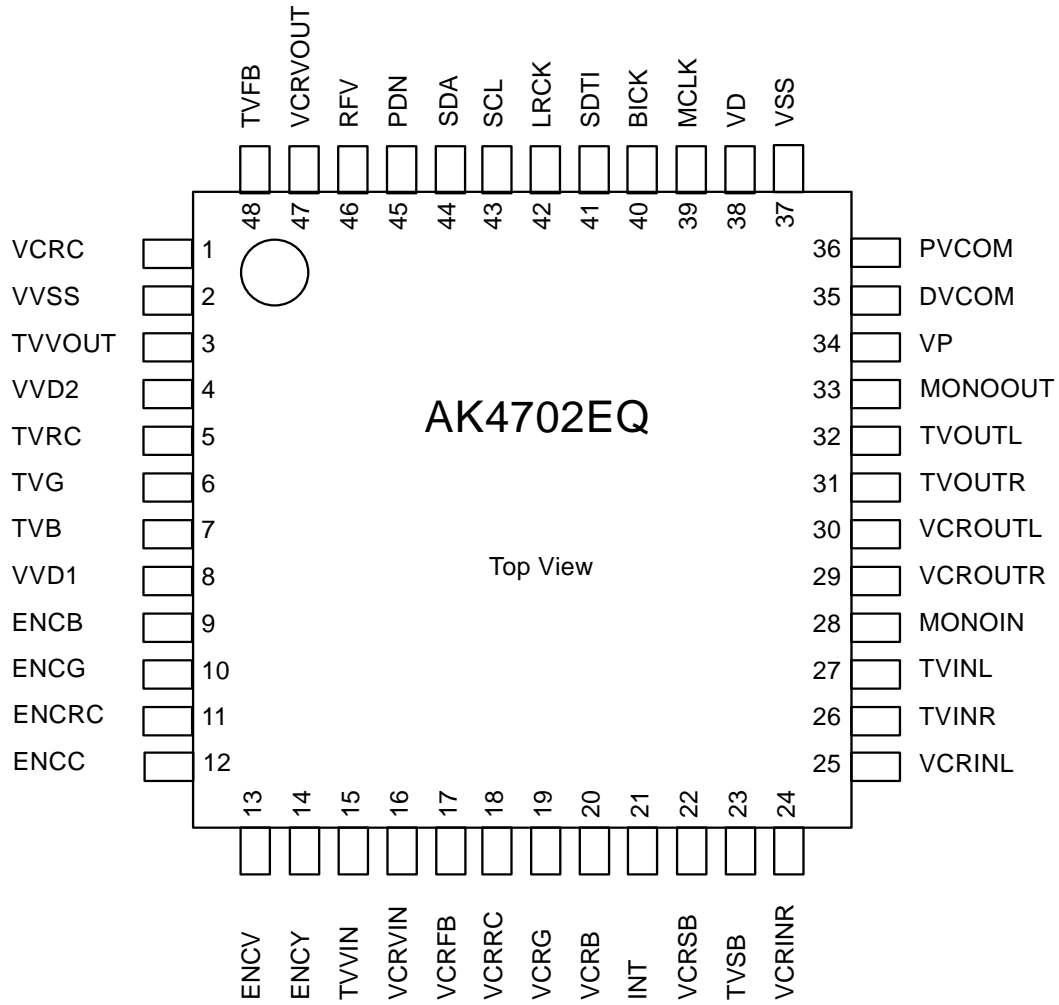 TVFB
VCRVOUT
RFV
PDN
SDA
SCL
LRCK
SDTI
BICK
MCLK
VD
VSS
48
47
46
45
44
43
42
41
40
39
38
37
VCRC 1
VVSS 2
TVVOUT 3
VVD2 4
TVRC 5
TVG 6
TVB 7
VVD1 8
ENCB 9
ENCG 10
ENCRC 11
ENCC 12
AK4702EQ
Top View
36 PVCOM
35 DVCOM
34 VP
33 MONOOUT
32 TVOUTL
31 TVOUTR
30 VCROUTL
29 VCROUTR
28 MONOIN
27 TVINL
26 TVINR
25 VCRINL
13
14
15
16
17
18
19
20
21
22
23
24
ENCV
ENCY
TVVIN
VCRVIN
VCRFB
VCRRC
VCRG
VCRB
INT
VCRSB
TVSB
VCRINR